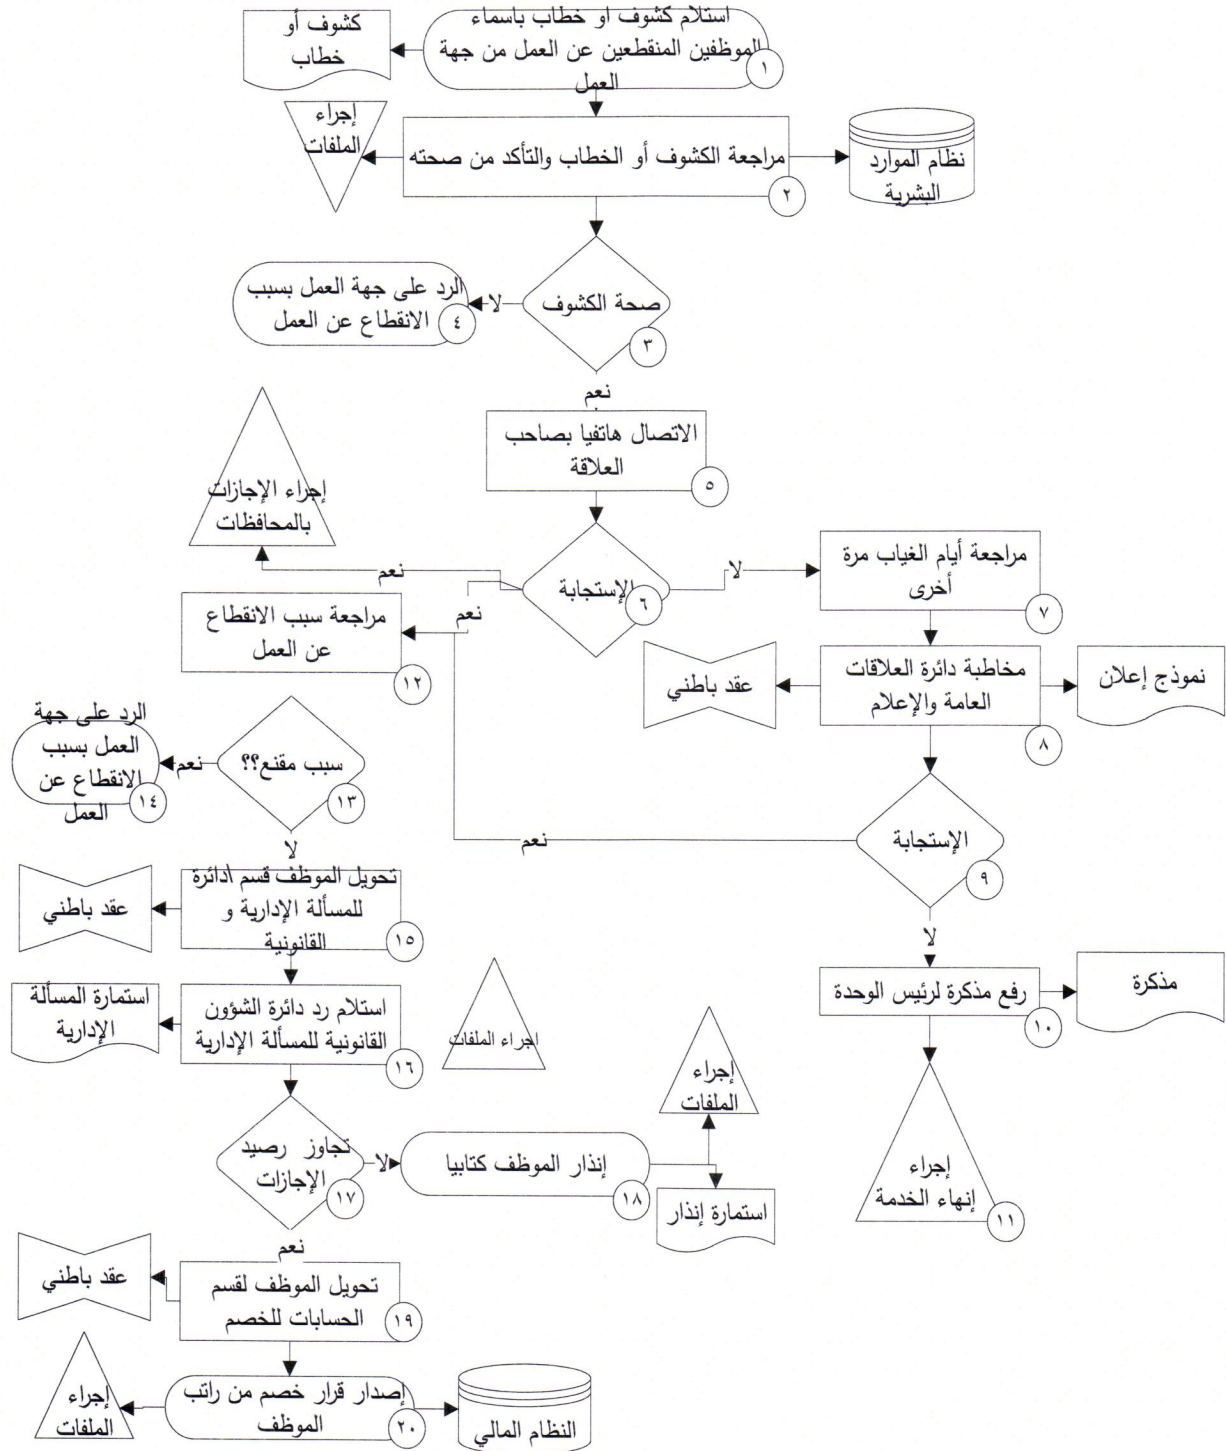 استلام كشوف او خطاب باسماء
الموظفين المنقطعين عن العمل من جهة
العمل
١
كشوف أو
خطاب
مراجعة الكشوف أو الخطاب والتأكد من صحته
٢
نظام الموارد
البشرية
إجراء
الملفات
صحة الكشوف
٣
لا
الرد على جهة العمل بسبب
الانقطاع عن العمل
٤
نعم
الاتصال هاتفيا بصاحب
العلاقة
٥
الإستجابة
٦
نعم
إجراء الإجازات
بالمحافظات
لا
مراجعة أيام الغياب مرة
أخرى
٧
نعم
مراجعة سبب الانقطاع
عن العمل
١٢
مخاطبة دائرة العلاقات
العامة والإعلام
٨
نموذج إعلان
عقد باطني
الإستجابة
٩
نعم
لا
رفع مذكرة لرئيس الوحدة
١٠
مذكرة
إجراء
إنهاء الخدمة
١١
سبب مقنع؟؟
١٣
نعم
الرد على جهة
العمل بسبب
الانقطاع عن
العمل
١٤
لا
تحويل الموظف قسم \دائرة
للمسألة الإدارية و
القانونية
١٥
عقد باطني
استلام رد دائرة الشؤون
القانونية للمسألة الإدارية
١٦
استمارة المسألة
الإدارية
اجراء الملفات
تجاوز رصيد
الإجازات
١٧
لا
إنذار الموظف كتابيا
١٨
إجراء
الملفات
استمارة إنذار
نعم
تحويل الموظف لقسم
الحسابات للخصم
١٩
عقد باطني
إصدار قرار خصم من راتب
الموظف
٢٠
النظام المالي
إجراء
الملفات